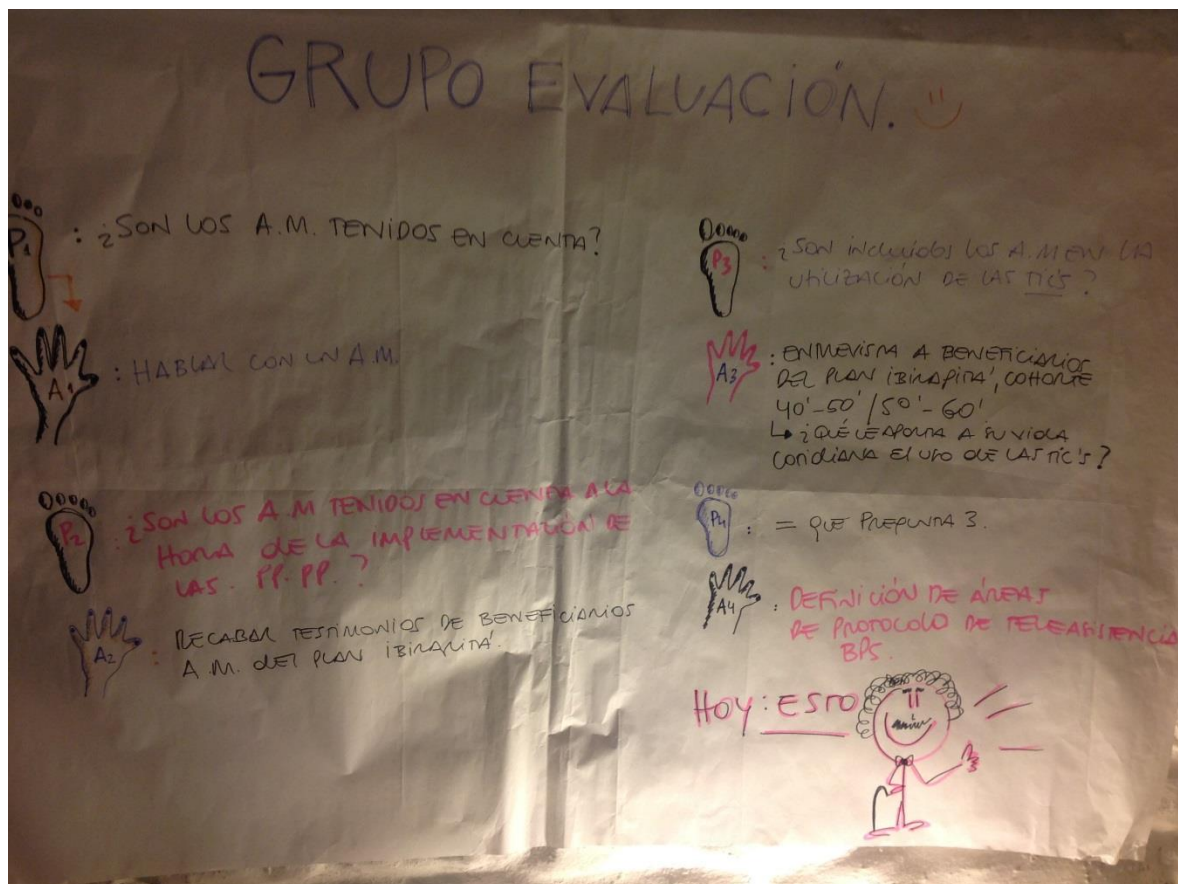 GRUPO EVALUACIÓN.
P1 : ¿SON LOS A.M. TENIDOS EN CUENTA?
A1 : HABLAR CON UN A.M.
P2 : ¿SON LOS A.M TENIDOS EN CUENTA A LA
HORA DE LA IMPLEMENTACIÓN DE
LAS. PP.PP. ?
A2 : RECABAR TESTIMONIOS DE BENEFICIARIOS
A.M. DEL PLAN IBIRAPITÁ.
P3 : ¿SON incluidos LOS A.M EN LA
UTILIZACIÓN DE LAS TIC'S ?
A3 : ENTREVISTA A BENEFICIARIOS
DEL PLAN IBIRAPITÁ, COHORTE
40'-50' / 50'-60'
↳ ¿QUÉ LE APORTA A SU VIDA
COTIDIANA EL USO DE LAS TIC'S ?
P4 : = QUE PREGUNTA 3.
A4 : DEFINICIÓN DE ÁREAS
DE PROTOCOLO DE TELEASISTENCIA
BPS.
HOY : ESTO